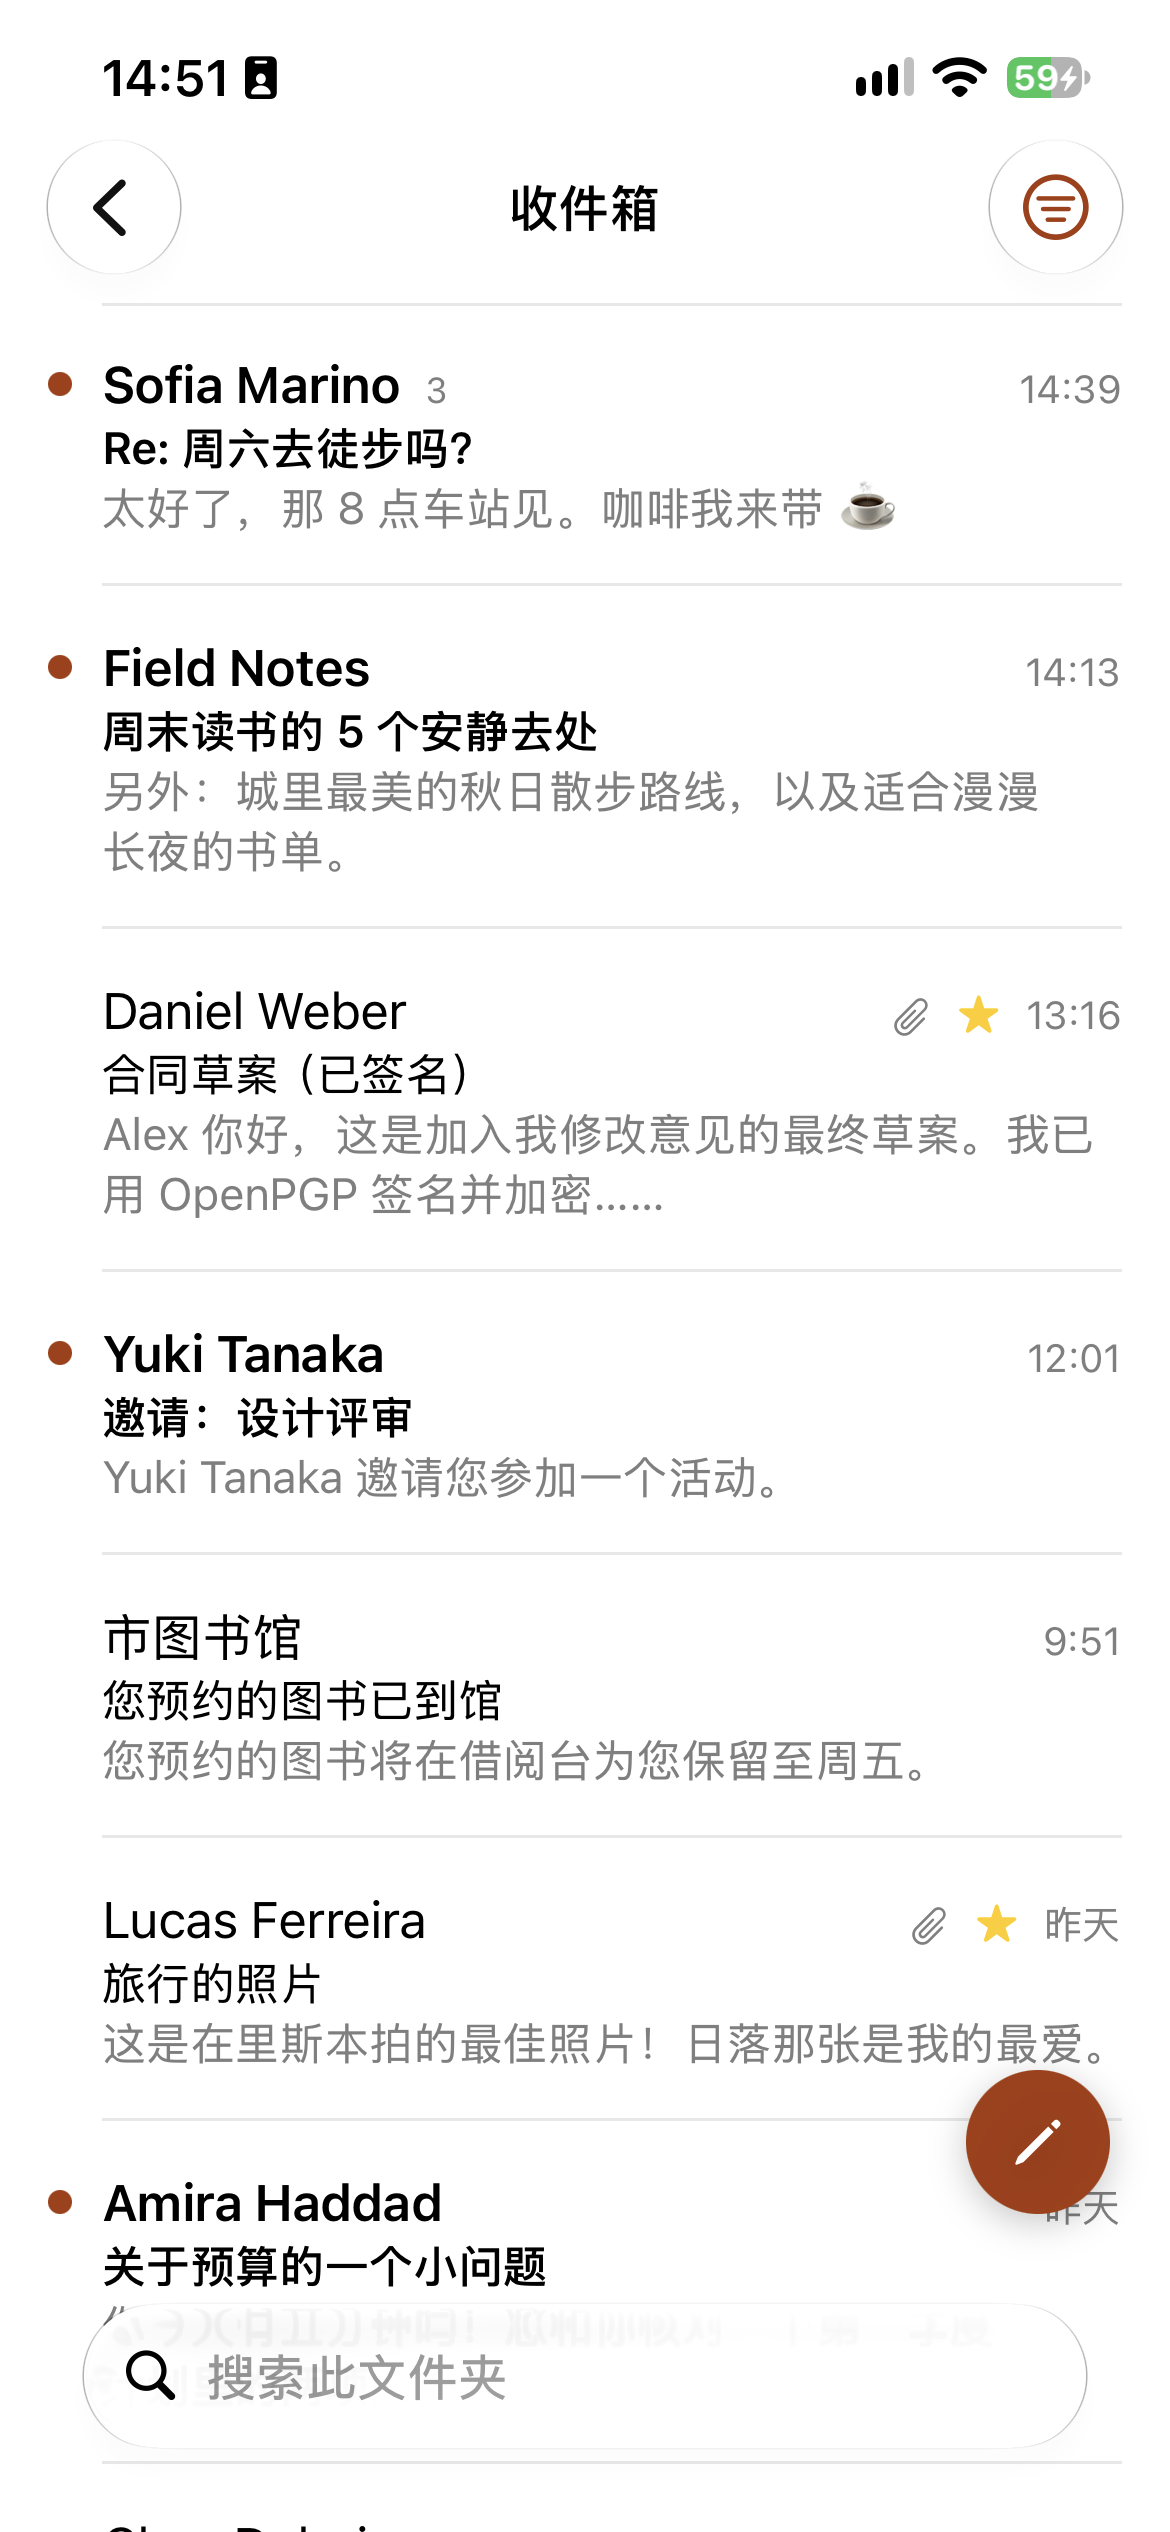 14:51
59
收件箱
Sofia Marino 3 14:39
Re: 周六去徒步吗?
太好了，那 8 点车站见。咖啡我来带 ☕
Field Notes 14:13
周末读书的 5 个安静去处
另外：城里最美的秋日散步路线，以及适合漫漫
长夜的书单。
Daniel Weber 13:16
合同草案（已签名）
Alex 你好，这是加入我修改意见的最终草案。我已
用 OpenPGP 签名并加密……
Yuki Tanaka 12:01
邀请：设计评审
Yuki Tanaka 邀请您参加一个活动。
市图书馆 9:51
您预约的图书已到馆
您预约的图书将在借阅台为您保留至周五。
Lucas Ferreira 昨天
旅行的照片
这是在里斯本拍的最佳照片！日落那张是我的最爱。
Amira Haddad 昨天
关于预算的一个小问题
搜索此文件夹